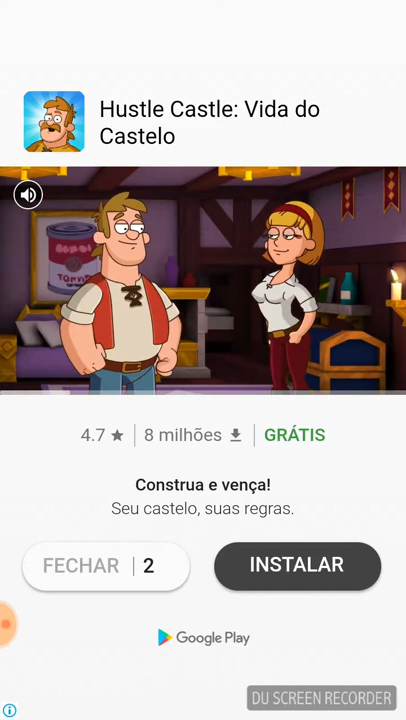 Hustle Castle: Vida do
Castelo
4.7 ★ | 8 milhões | GRÁTIS
Construa e vença!
Seu castelo, suas regras.
FECHAR | 2
INSTALAR
Google Play
DU SCREEN RECORDER